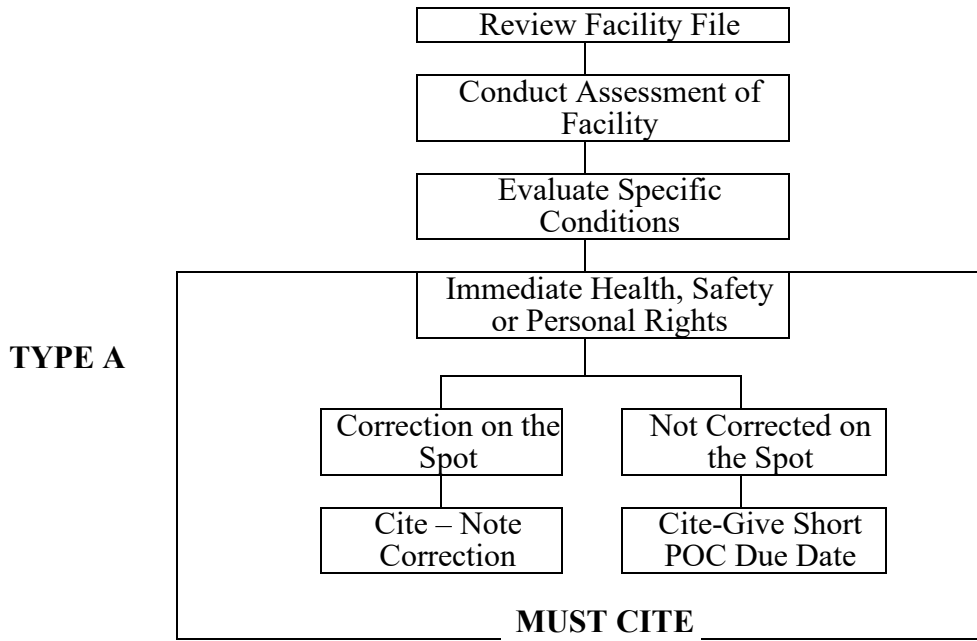 Review Facility File
Conduct Assessment of
Facility
Evaluate Specific
Conditions
Immediate Health, Safety
or Personal Rights
TYPE A
Correction on the
Spot
Not Corrected on
the Spot
Cite – Note
Correction
Cite-Give Short
POC Due Date
MUST CITE